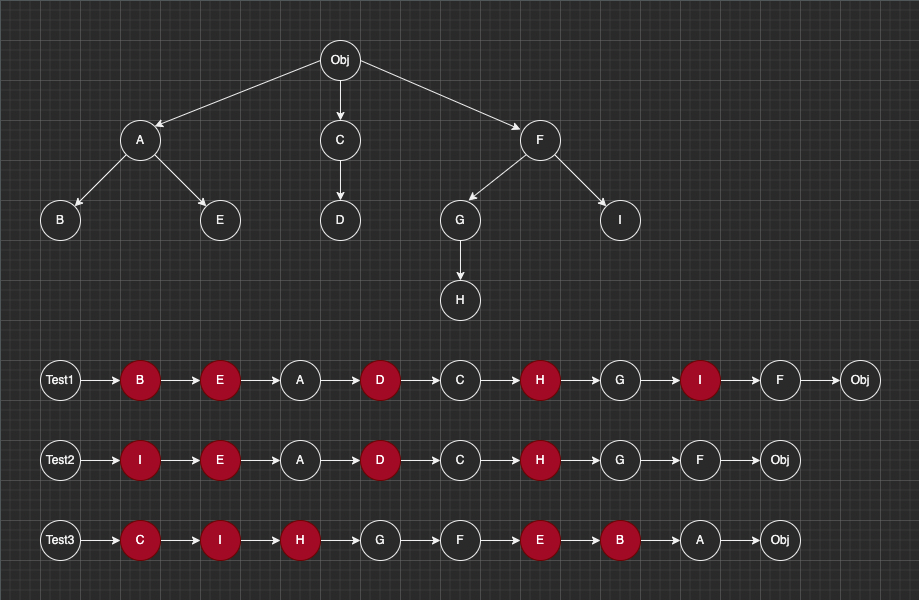 Obj
A C F
B E D G I
H
Test1 B E A D C H G I F Obj
Test2 I E A D C H G F Obj
Test3 C I H G F E B A Obj